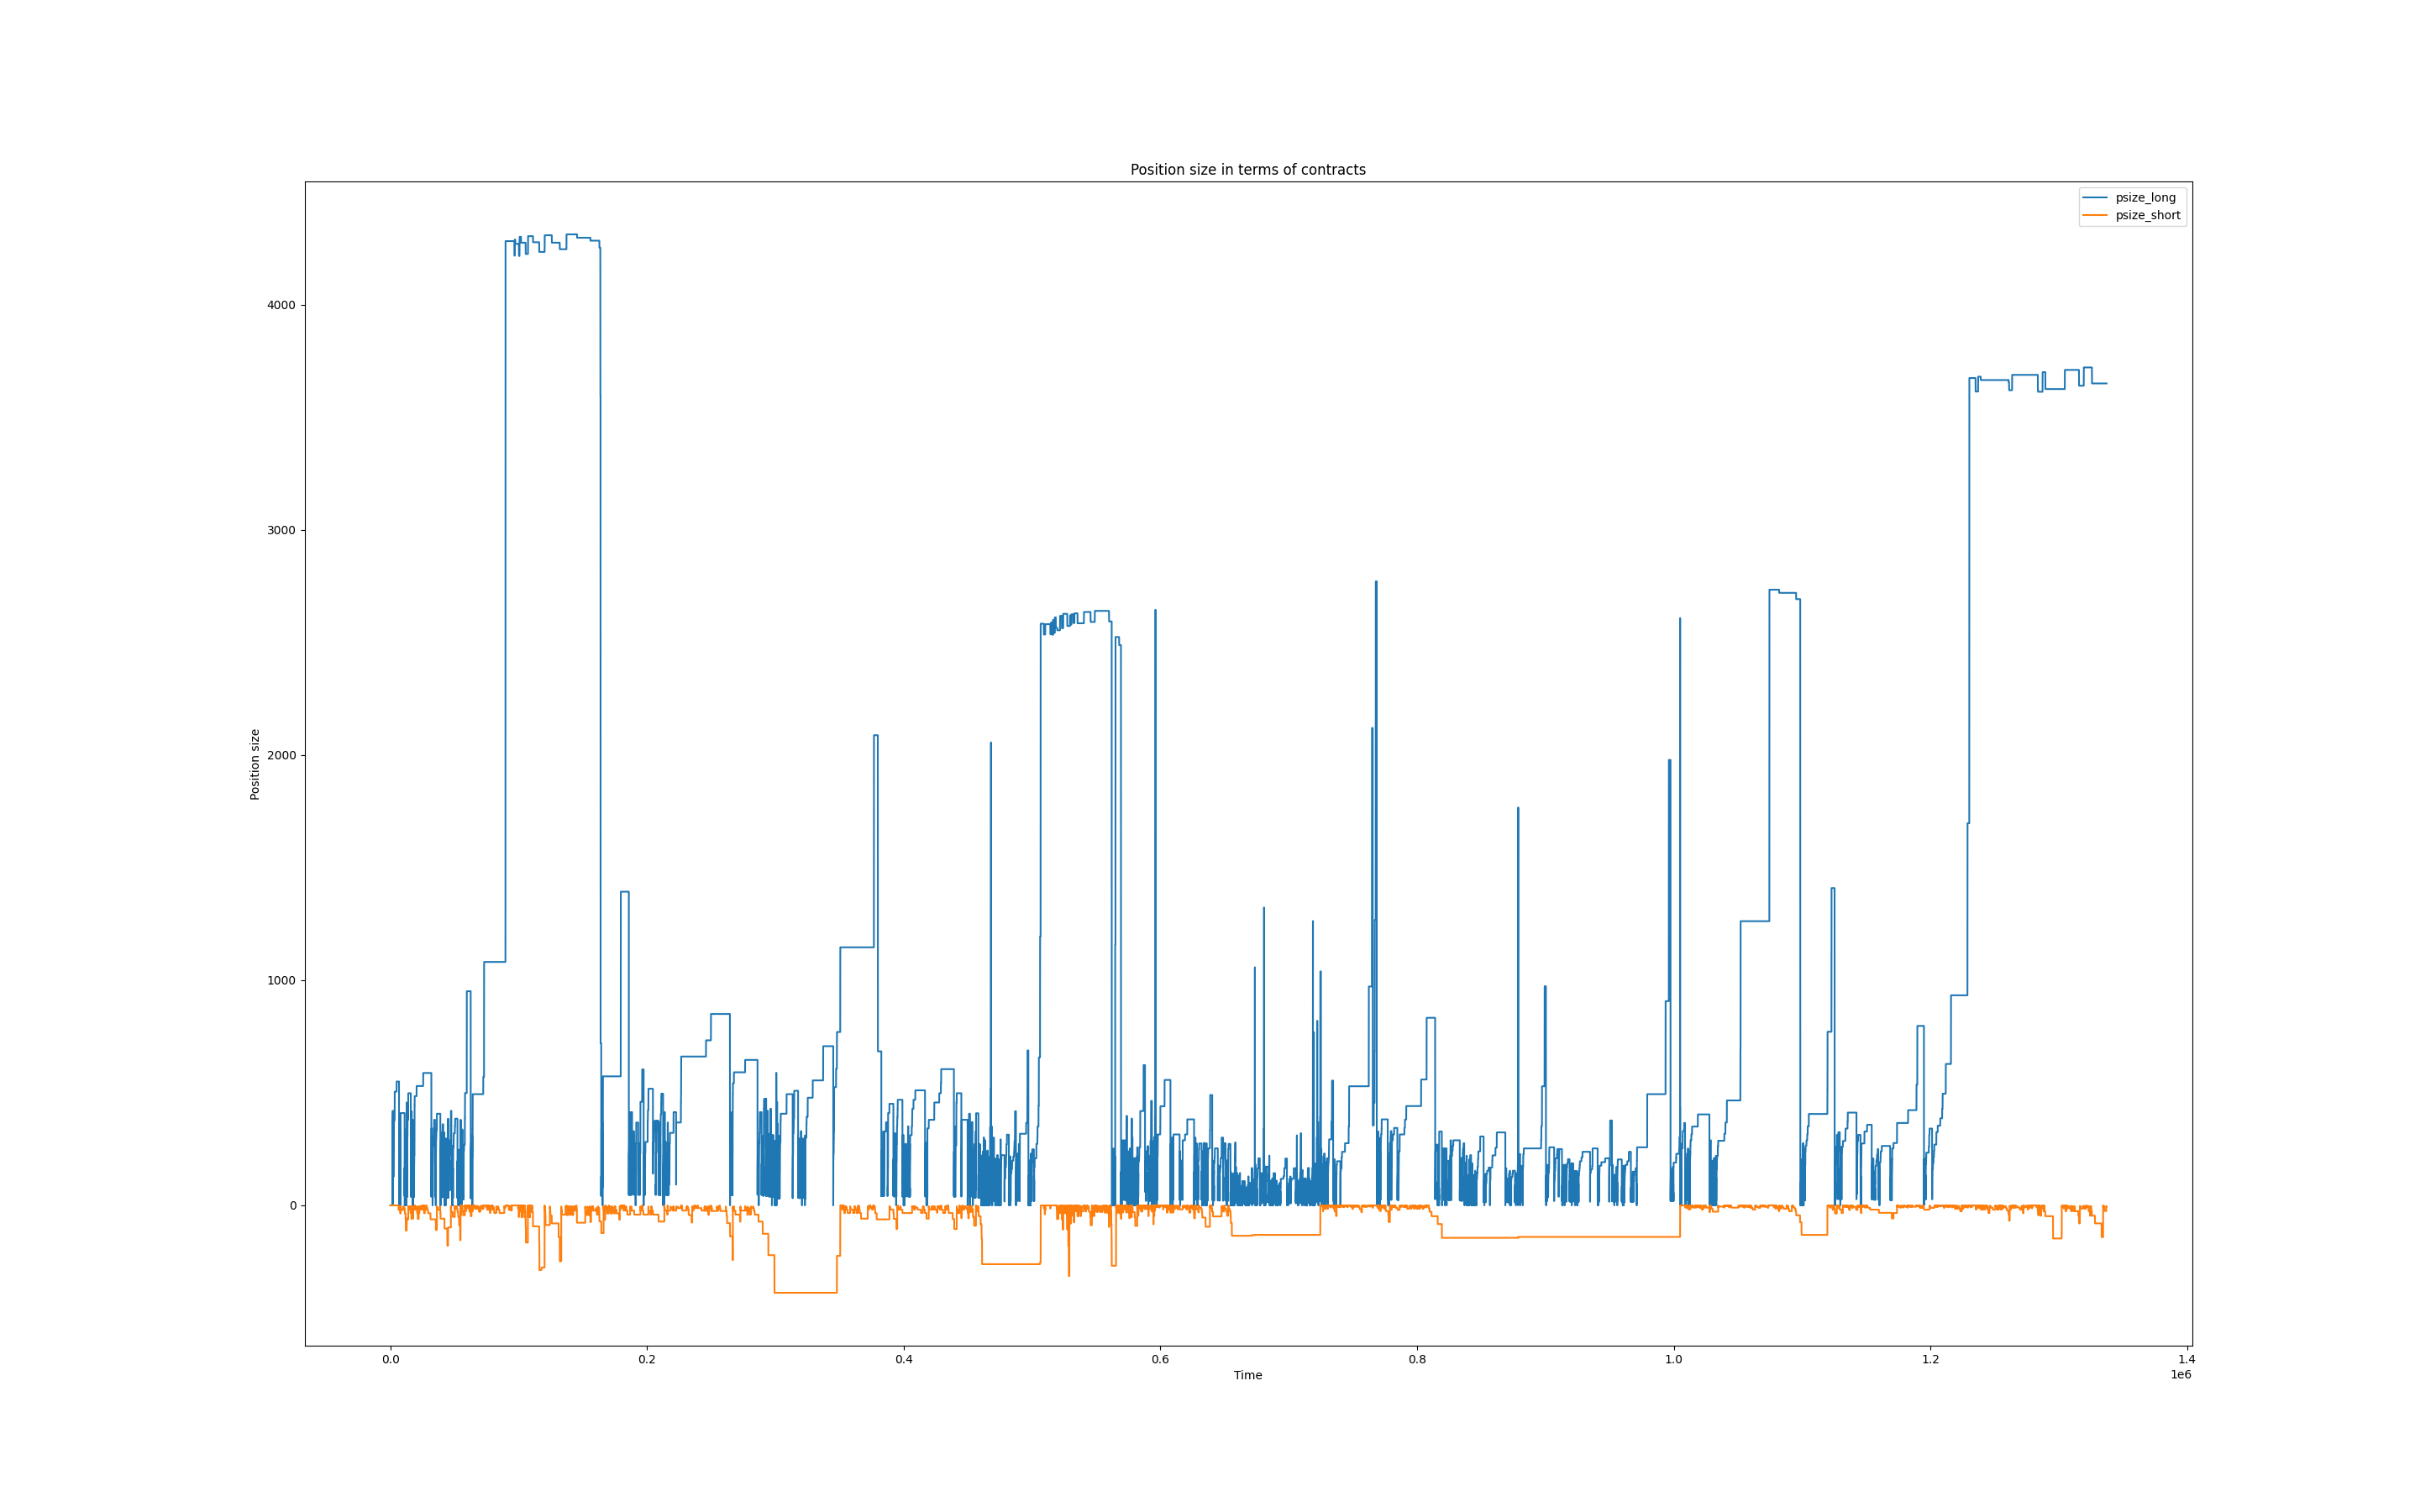 Position size in terms of contracts
psize_long
psize_short
Position size
4000
3000
2000
1000
0
0.0
0.2
0.4
0.6
0.8
1.0
1.2
1.4
1e6
Time